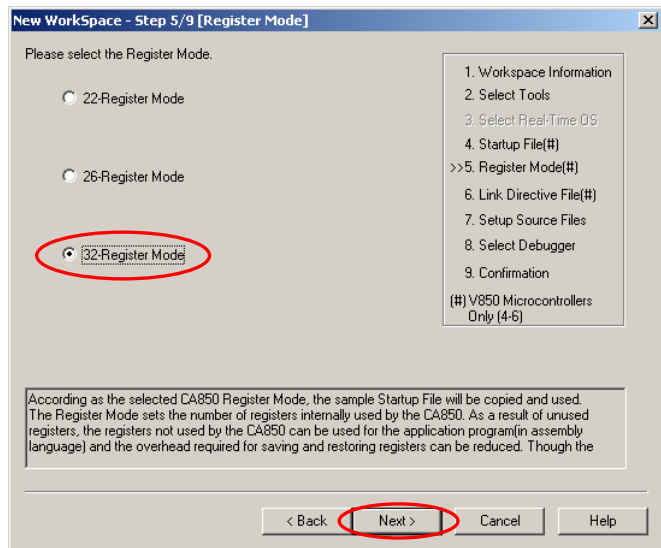 New WorkSpace - Step 5/9 [Register Mode]
Please select the Register Mode.
22-Register Mode
26-Register Mode
32-Register Mode
1. Workspace Information
2. Select Tools
3. Select Real-Time OS
4. Startup File(#)
>>5. Register Mode(#)
6. Link Directive File(#)
7. Setup Source Files
8. Select Debugger
9. Confirmation
(#) V850 Microcontrollers
Only (4-6)
According as the selected CA850 Register Mode, the sample Startup File will be copied and used.
The Register Mode sets the number of registers internally used by the CA850. As a result of unused
registers, the registers not used by the CA850 can be used for the application program(in assembly
language) and the overhead required for saving and restoring registers can be reduced. Though the
< Back
Next >
Cancel
Help